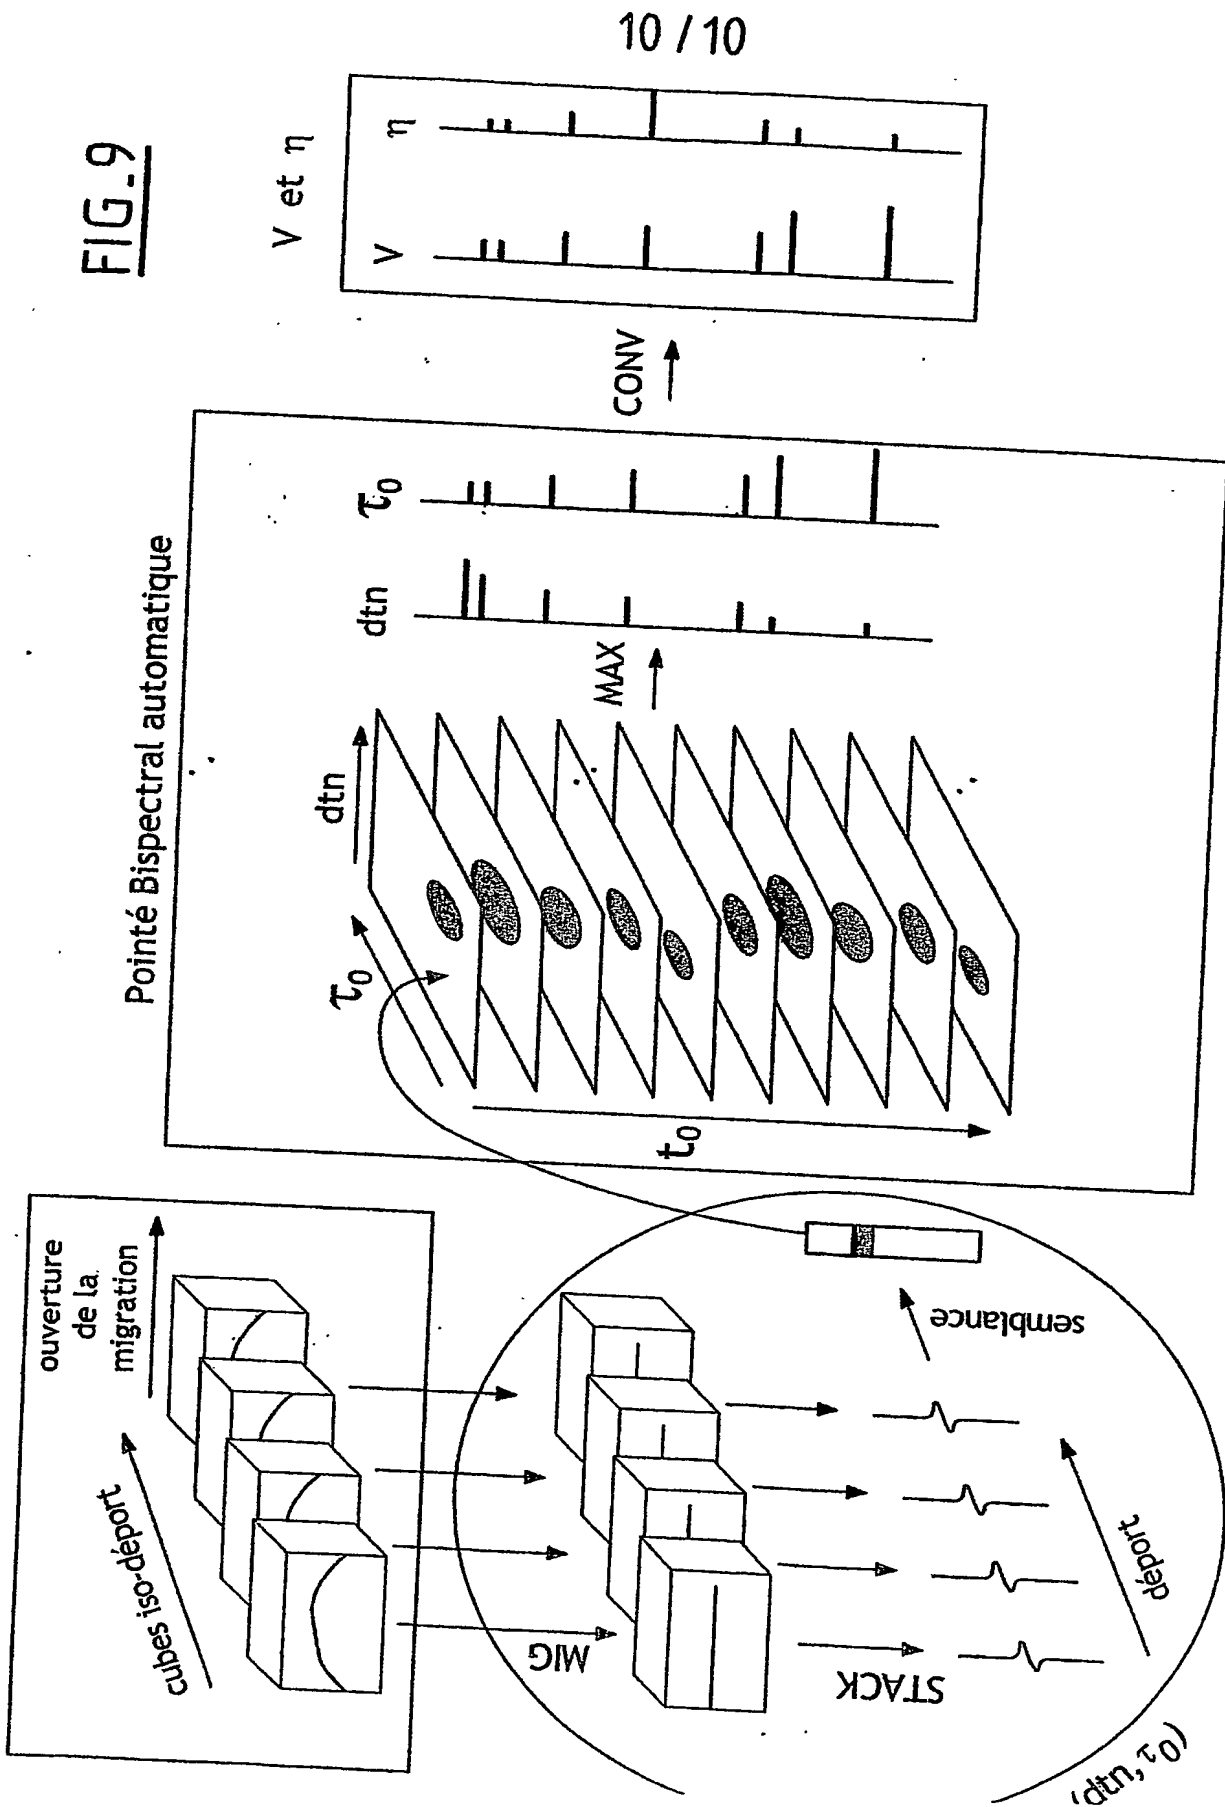 10 / 10
FIG_9
V et η
V
η
CONV
Pointé Bispectral automatique
dtn
τ0
MAX
dtn
τ0
t0
ouverture
de la
migration
cubes iso-déport
MIG
STACK
semblance
déport
(dtn, τ0)